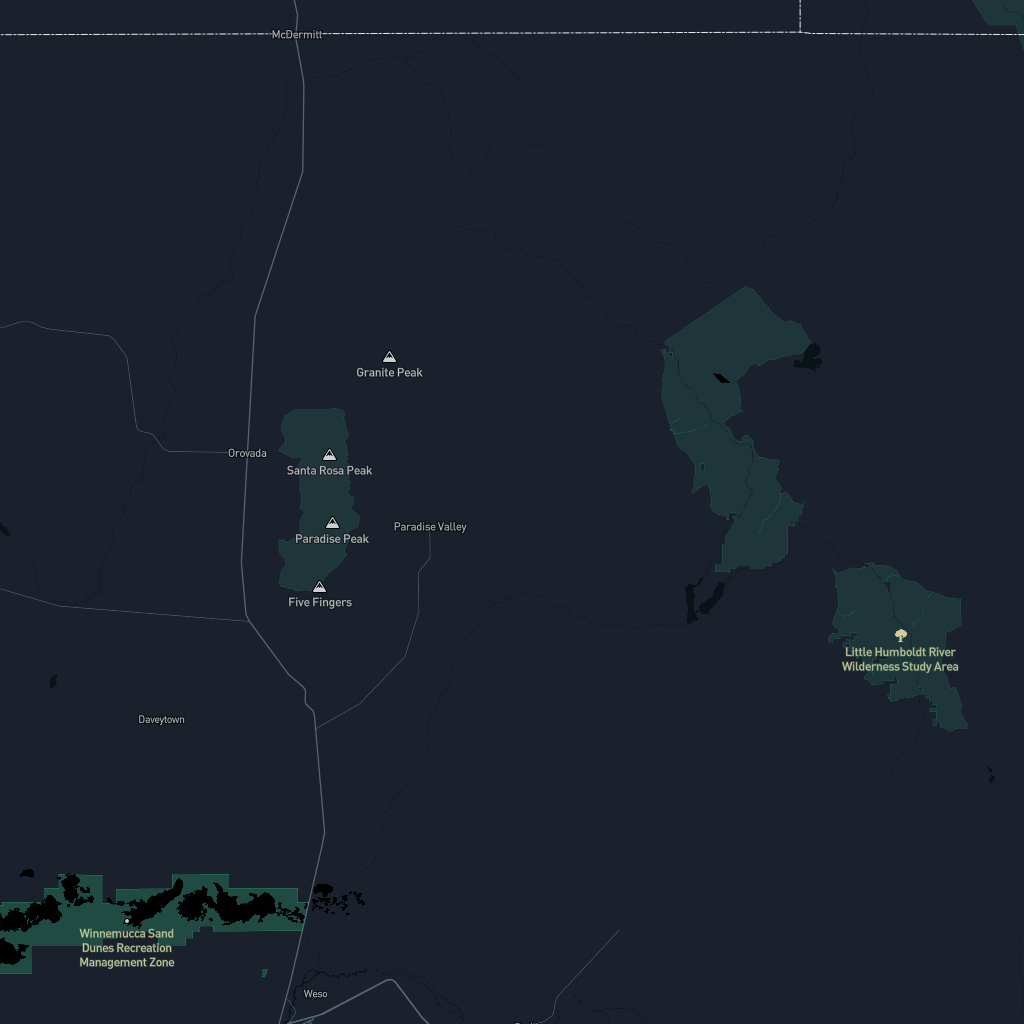 McDermitt
Granite Peak
Orovada
Santa Rosa Peak
Paradise Valley
Paradise Peak
Five Fingers
Little Humboldt River
Wilderness Study Area
Daveytown
Winnemucca Sand
Dunes Recreation
Management Zone
Weso